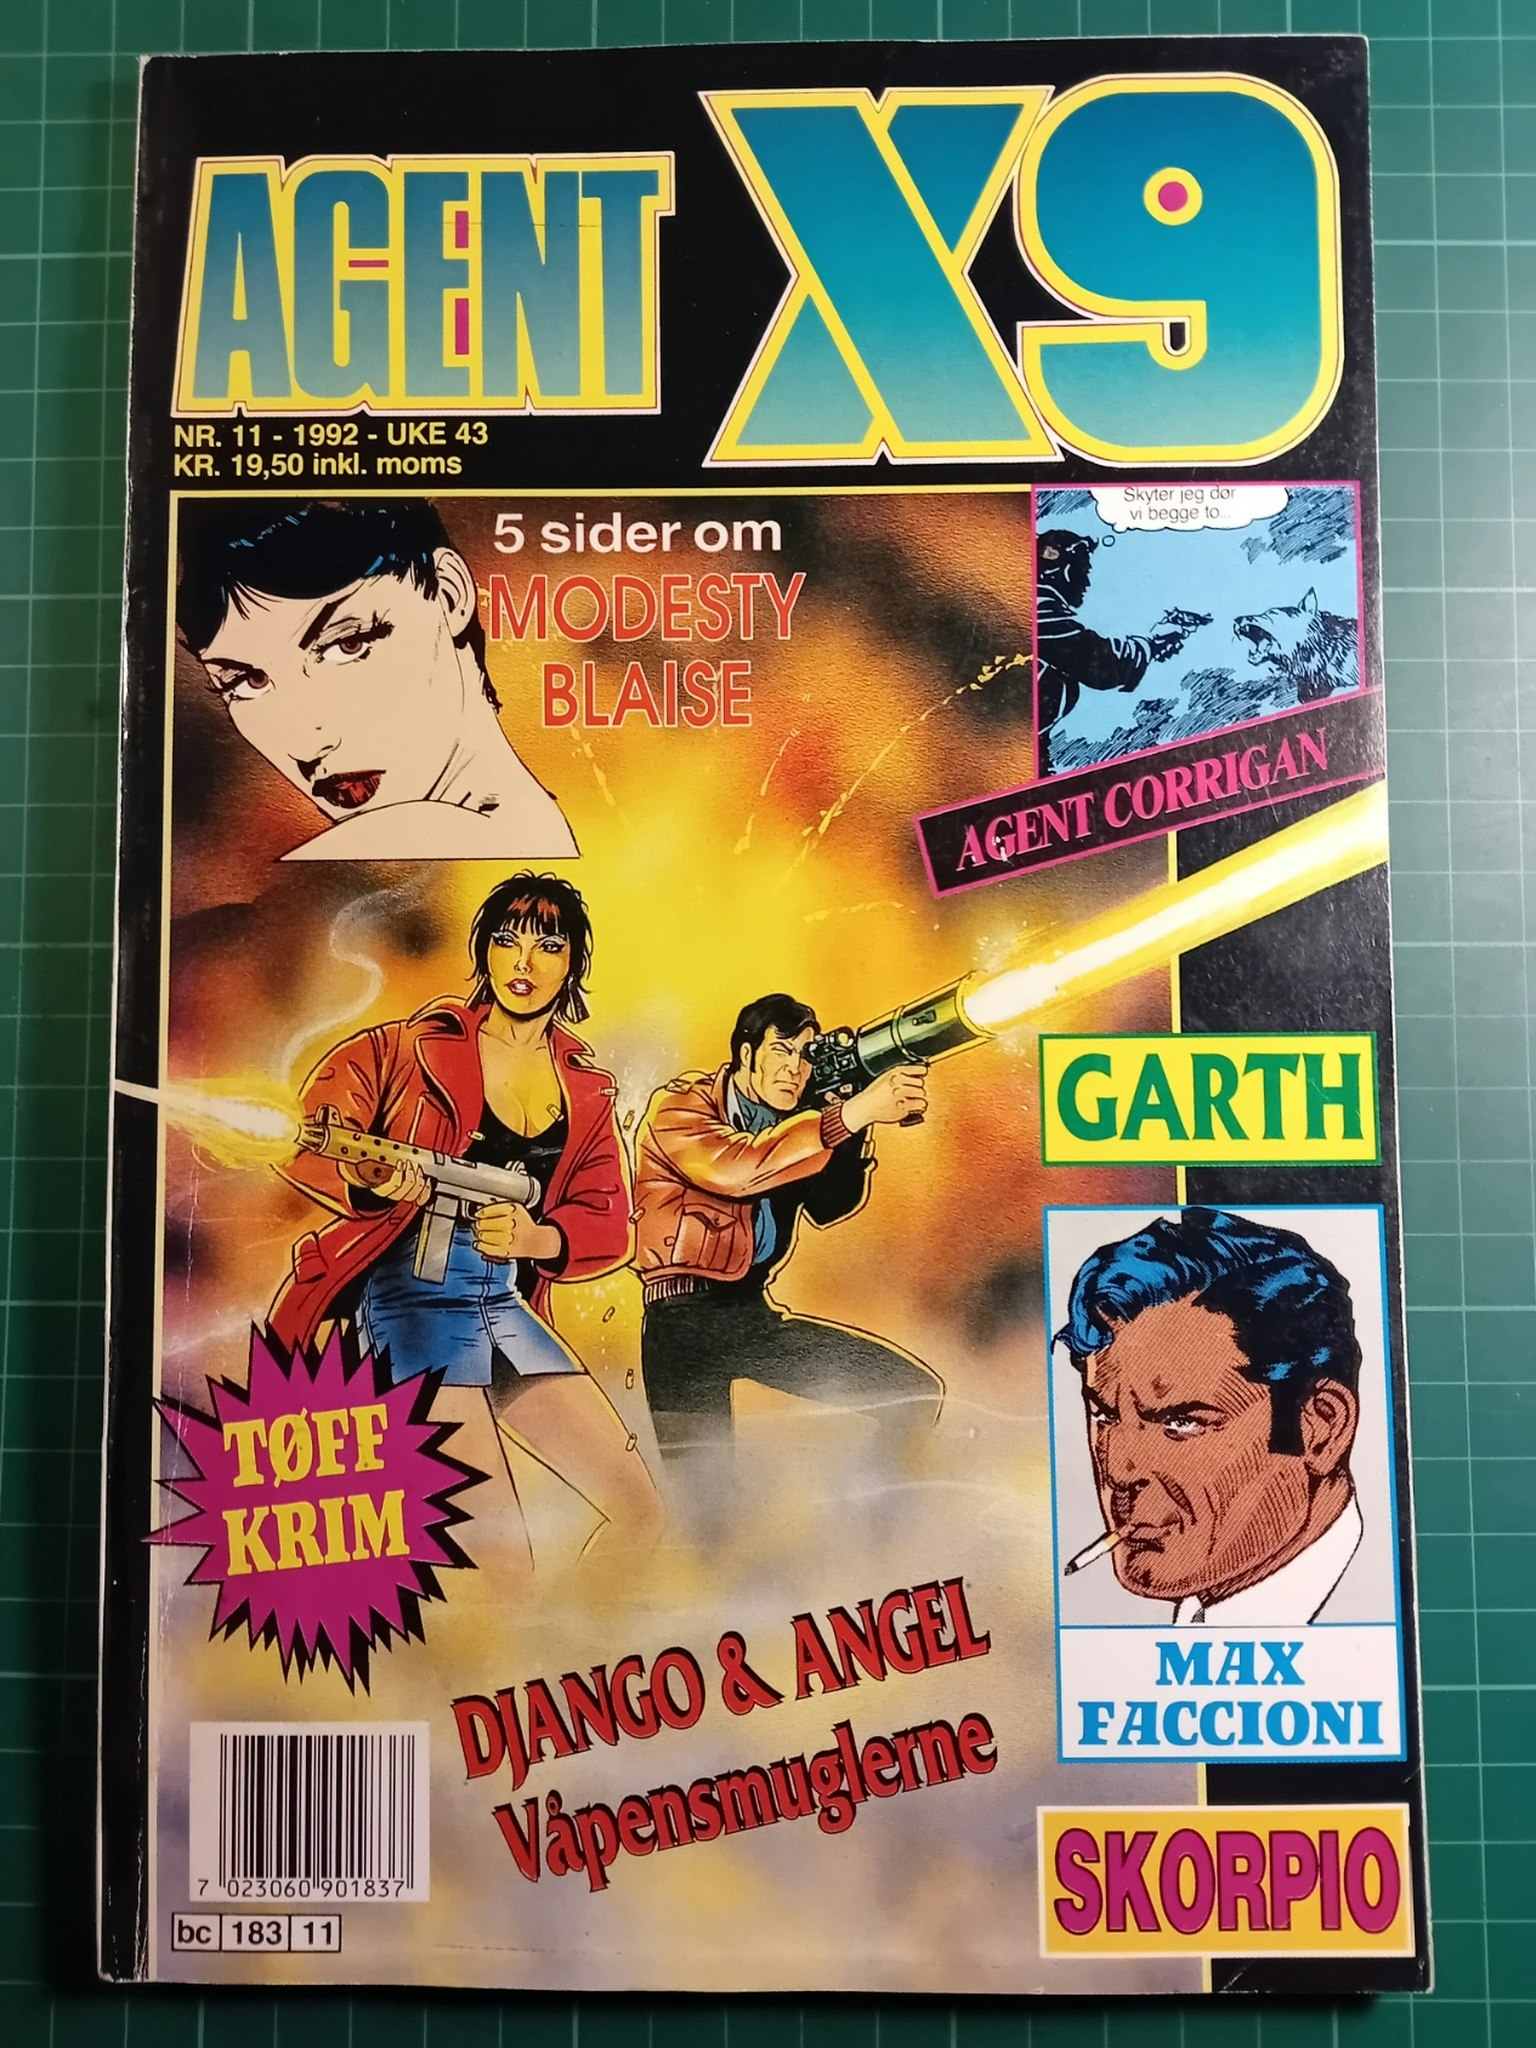 AGENT X9
NR. 11 - 1992 - UKE 43
KR. 19,50 inkl. moms
5 sider om
MODESTY
BLAISE
Skyter jeg dør
vi begge to...
AGENT CORRIGAN
GARTH
TØFF
KRIM
MAX
FACCIONI
DJANGO & ANGEL
Våpensmuglerne
SKORPIO
7 023060 901837
bc 183 11